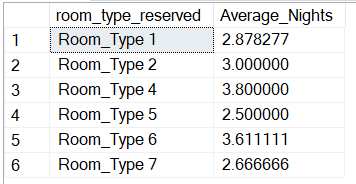 room_type_reserved Average_Nights
1 Room_Type 1 2.878277
2 Room_Type 2 3.000000
3 Room_Type 4 3.800000
4 Room_Type 5 2.500000
5 Room_Type 6 3.611111
6 Room_Type 7 2.666666